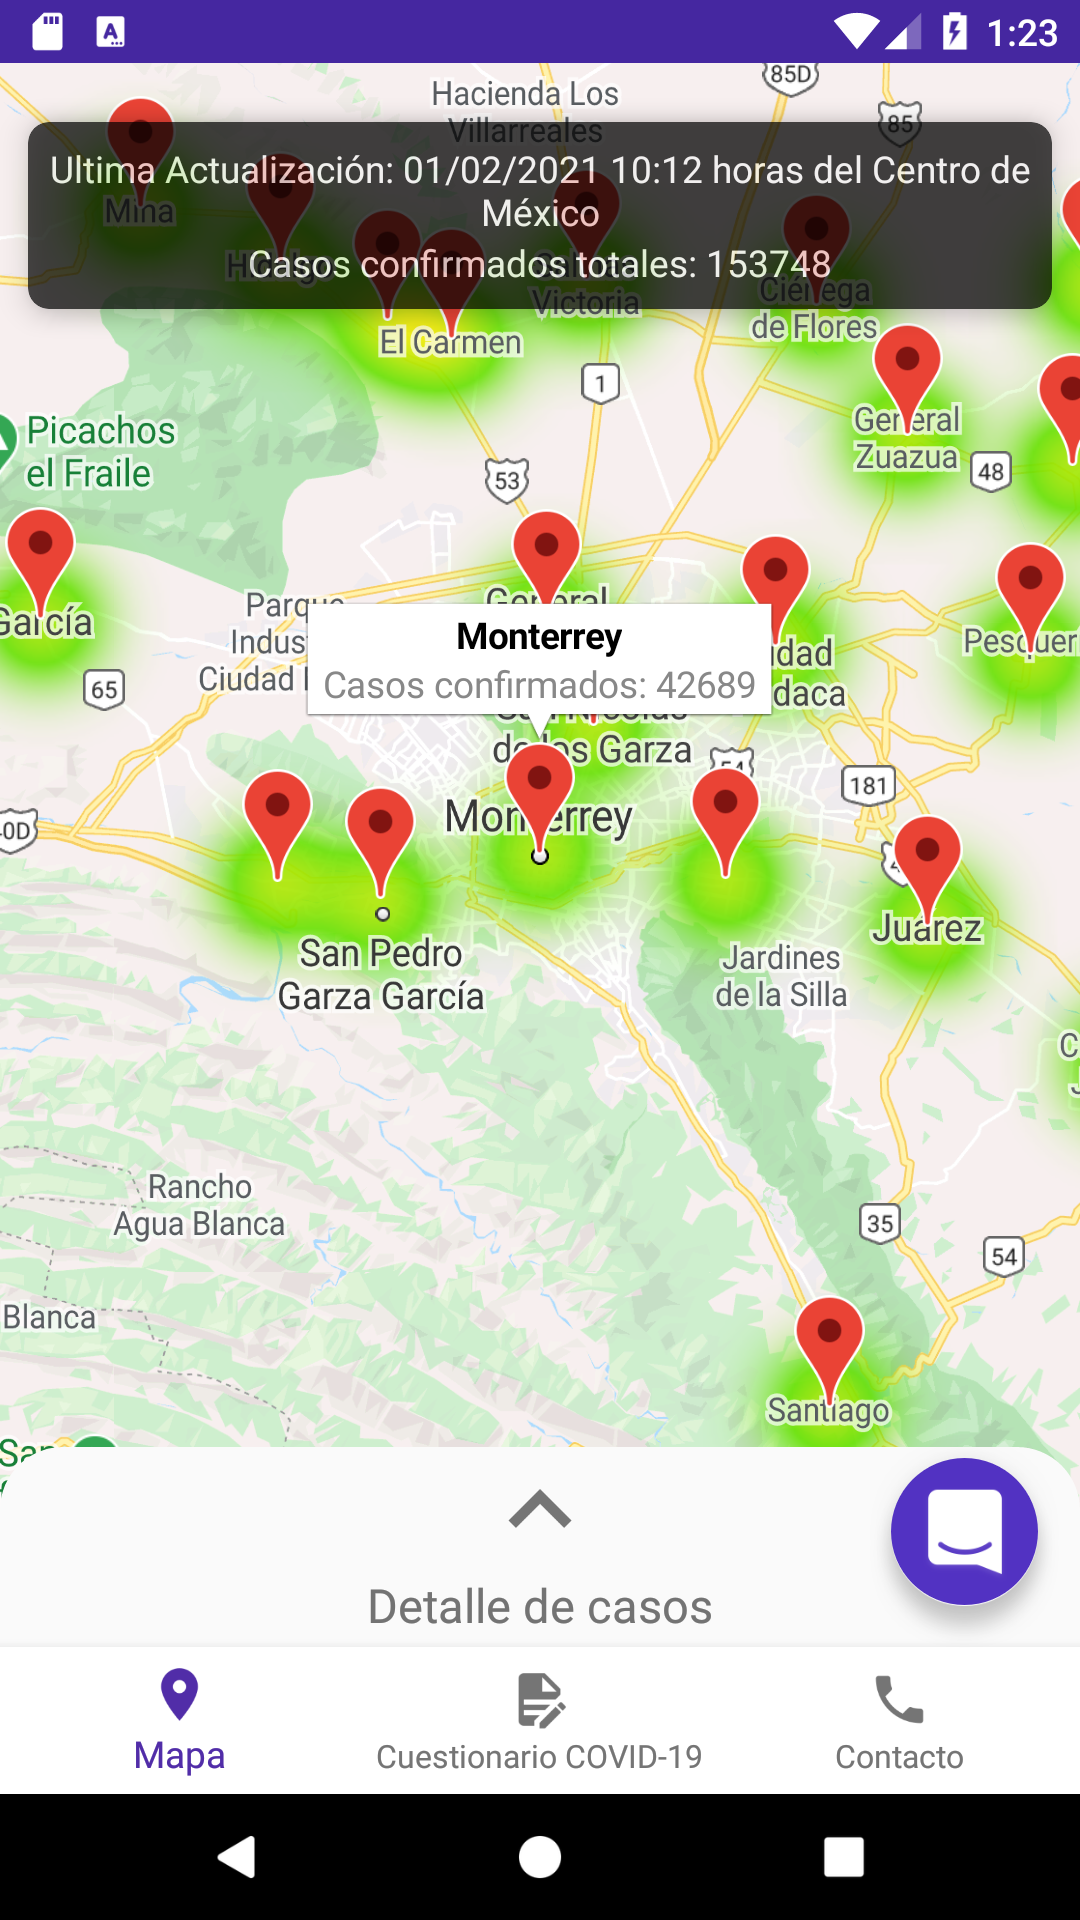 1:23
85D
Hacienda Los
Villarreales
85
Ultima Actualización: 01/02/2021 10:12 horas del Centro de
México
Casos confirmados totales: 153748
Mina
Hidalgo
Victoria
Ciénega
de Flores
El Carmen
1
General
Zuazua
48
Picachos
el Fraile
53
García
General
Parque
Indus
Ciudad
65
Monterrey
Casos confirmados: 42689
dad
daca
Pesquer
de los Garza
54
181
Monterrey
0D
Juárez
San Pedro
Garza García
Jardines
de la Silla
C
J
Rancho
Agua Blanca
35
54
Blanca
Santiago
San
Detalle de casos
Mapa
Cuestionario COVID-19
Contacto